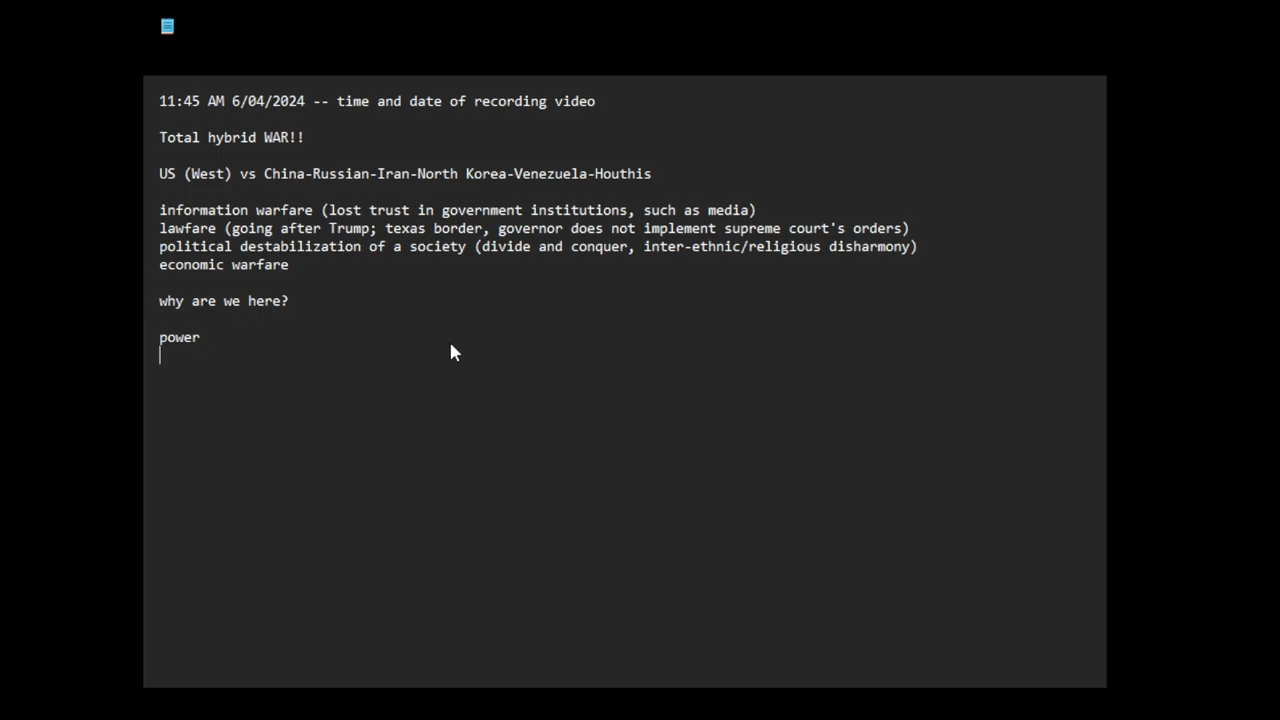 11:45 AM 6/04/2024 -- time and date of recording video
Total hybrid WAR!!
US (West) vs China-Russian-Iran-North Korea-Venezuela-Houthis
information warfare (lost trust in government institutions, such as media)
lawfare (going after Trump; texas border, governor does not implement supreme court's orders)
political destabilization of a society (divide and conquer, inter-ethnic/religious disharmony)
economic warfare
why are we here?
power